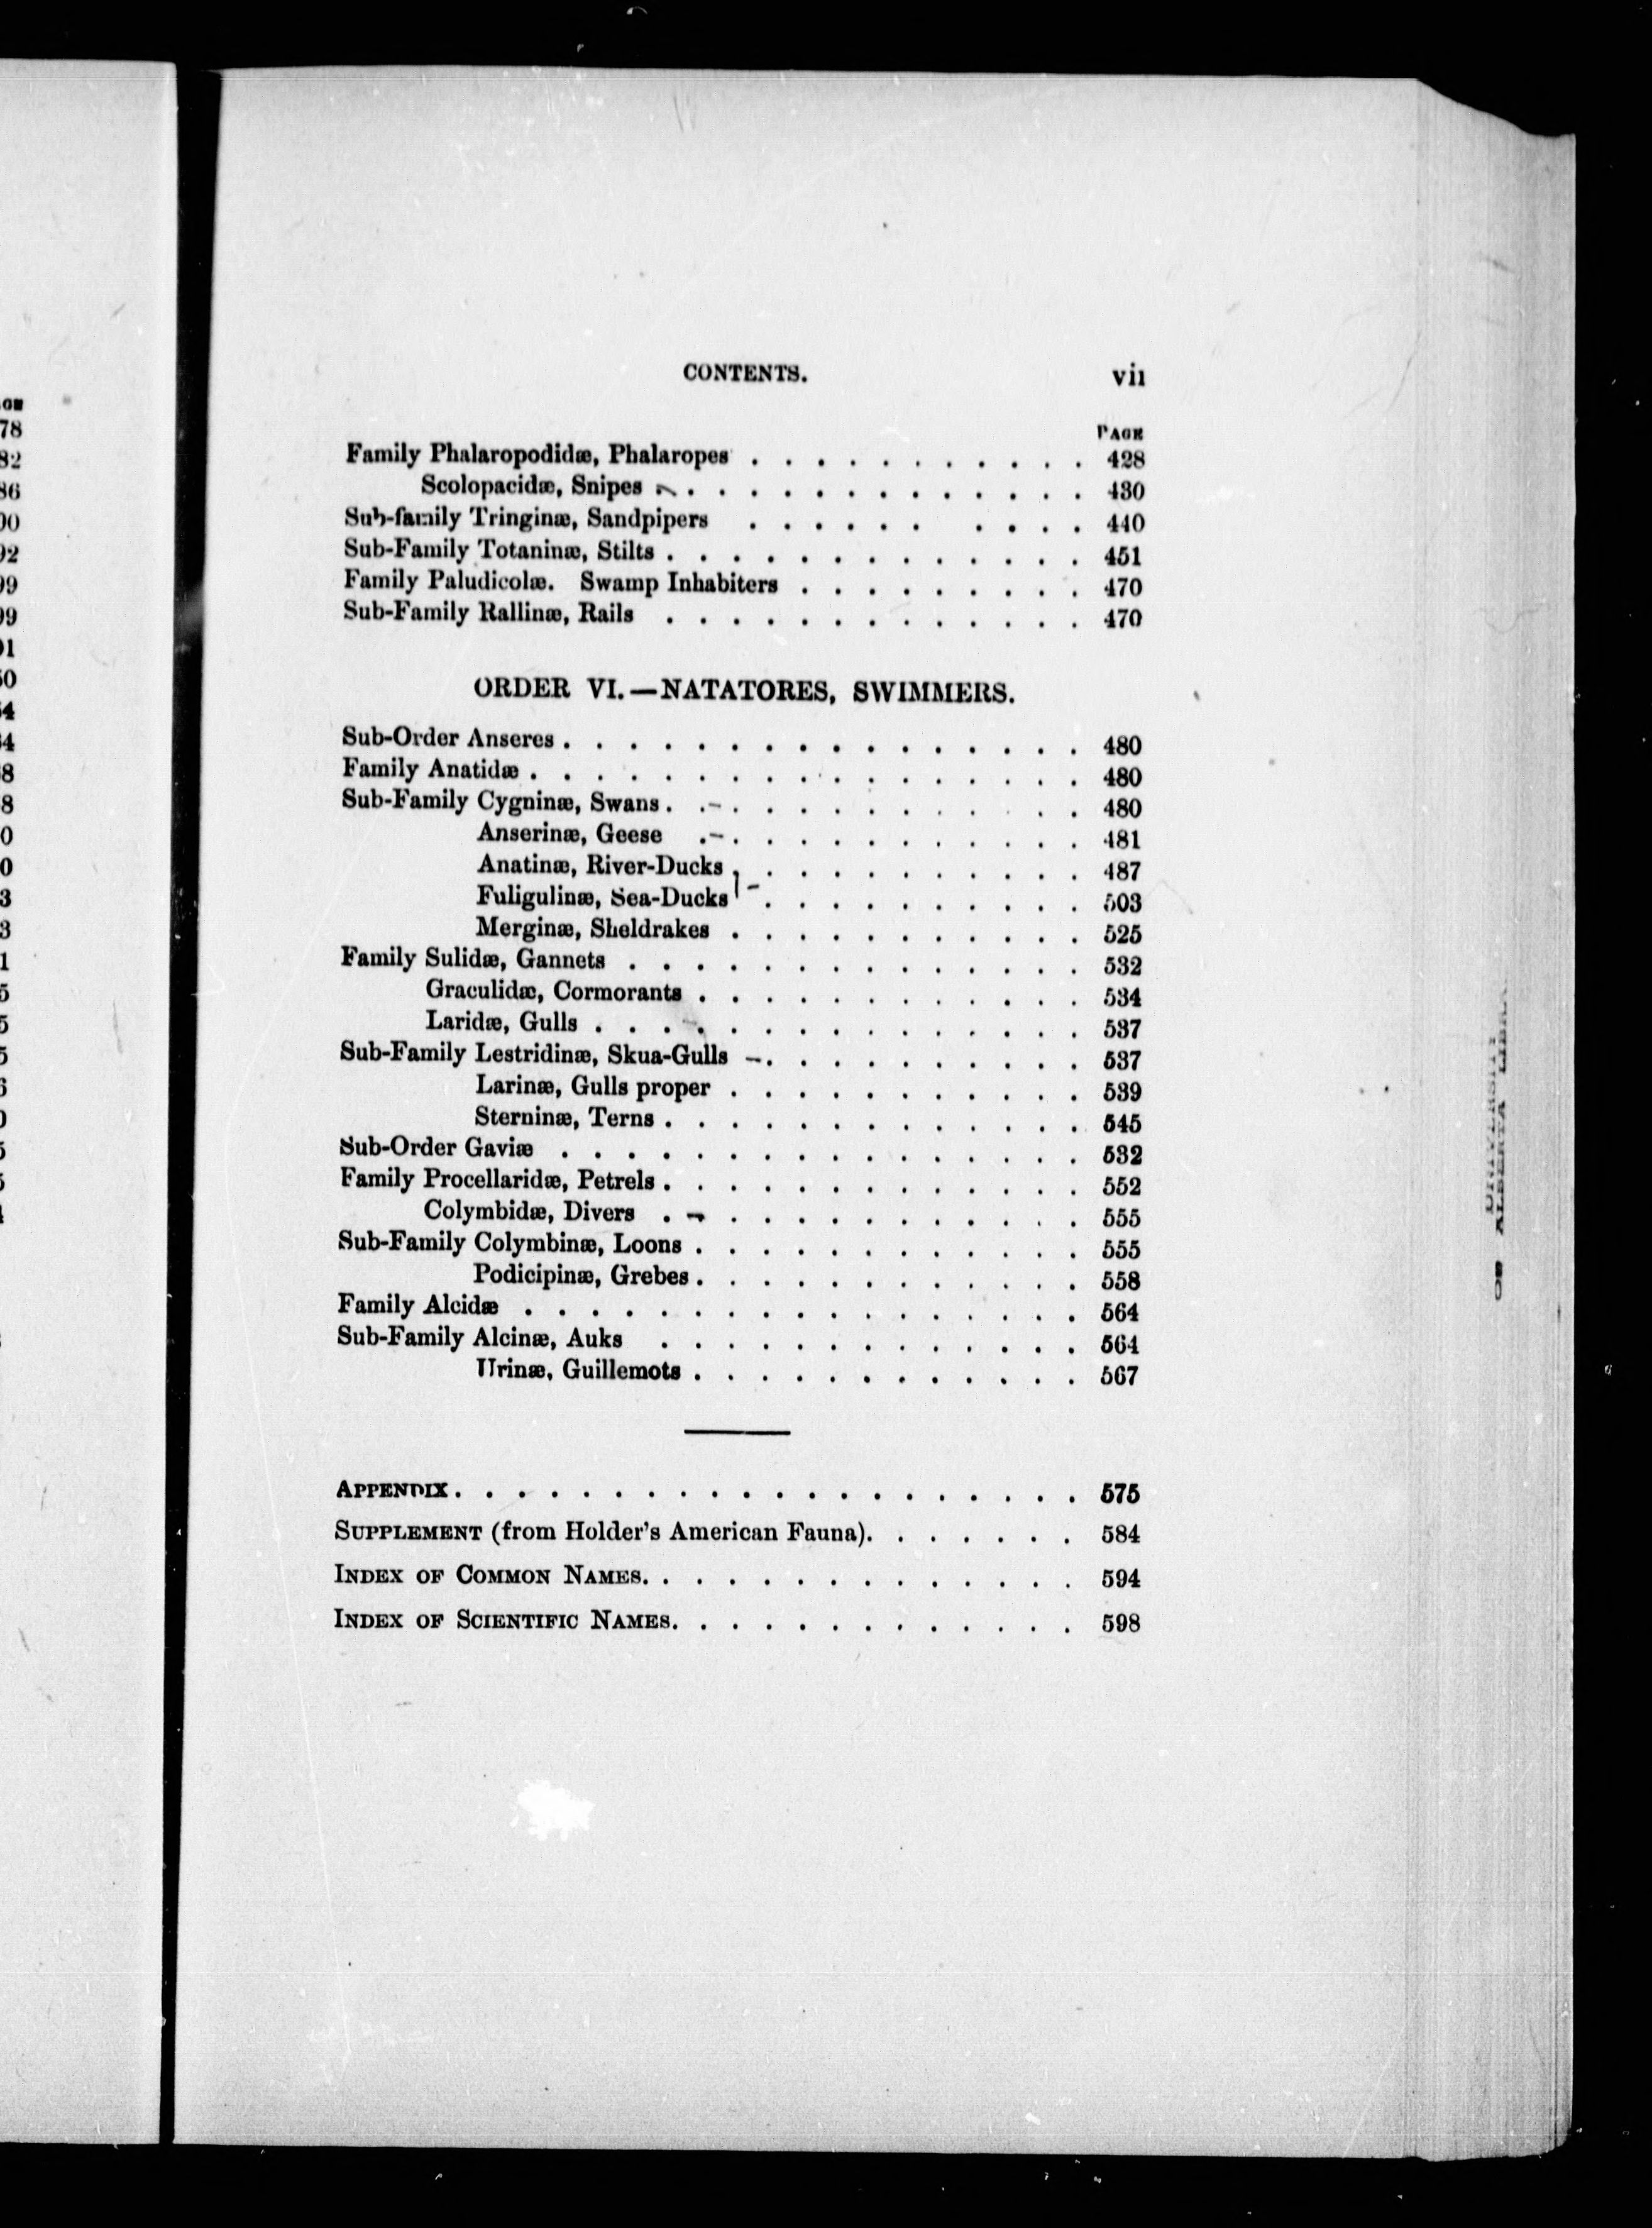 CONTENTS. vii
PAGE
Family Phalaropodidæ, Phalaropes . . . . . . . . . . . 428
Scolopacidæ, Snipes . . . . . . . . . . . . . 430
Sub-family Tringinæ, Sandpipers . . . . . . . . . . 440
Sub-Family Totaninæ, Stilts . . . . . . . . . . . . . 451
Family Paludicolæ. Swamp Inhabiters . . . . . . . . . 470
Sub-Family Rallinæ, Rails . . . . . . . . . . . . . 470
ORDER VI.—NATATORES, SWIMMERS.
Sub-Order Anseres . . . . . . . . . . . . . . . . 480
Family Anatidæ . . . . . . . . . . . . . . . . . 480
Sub-Family Cygninæ, Swans . . . . . . . . . . . . . 480
Anserinæ, Geese . . . . . . . . . . . . 481
Anatinæ, River-Ducks . . . . . . . . . . . 487
Fuligulinæ, Sea-Ducks . . . . . . . . . . 503
Merginæ, Sheldrakes . . . . . . . . . . . 525
Family Sulidæ, Gannets . . . . . . . . . . . . . . 532
Graculidæ, Cormorants . . . . . . . . . . . . 534
Laridæ, Gulls . . . . . . . . . . . . . . . 537
Sub-Family Lestridinæ, Skua-Gulls . . . . . . . . . . 537
Larinæ, Gulls proper . . . . . . . . . . . 539
Sterninæ, Terns . . . . . . . . . . . . . 545
Sub-Order Gaviæ . . . . . . . . . . . . . . . . 532
Family Procellaridæ, Petrels . . . . . . . . . . . . . 552
Colymbidæ, Divers . . . . . . . . . . . . 555
Sub-Family Colymbinæ, Loons . . . . . . . . . . . . 555
Podicipinæ, Grebes . . . . . . . . . . . . 558
Family Alcidæ . . . . . . . . . . . . . . . . . 564
Sub-Family Alcinæ, Auks . . . . . . . . . . . . . 564
Urinæ, Guillemots . . . . . . . . . . . . 567
APPENDIX . . . . . . . . . . . . . . . . . . . . 575
SUPPLEMENT (from Holder's American Fauna) . . . . . . . 584
INDEX OF COMMON NAMES . . . . . . . . . . . . . . 594
INDEX OF SCIENTIFIC NAMES . . . . . . . . . . . . . 598